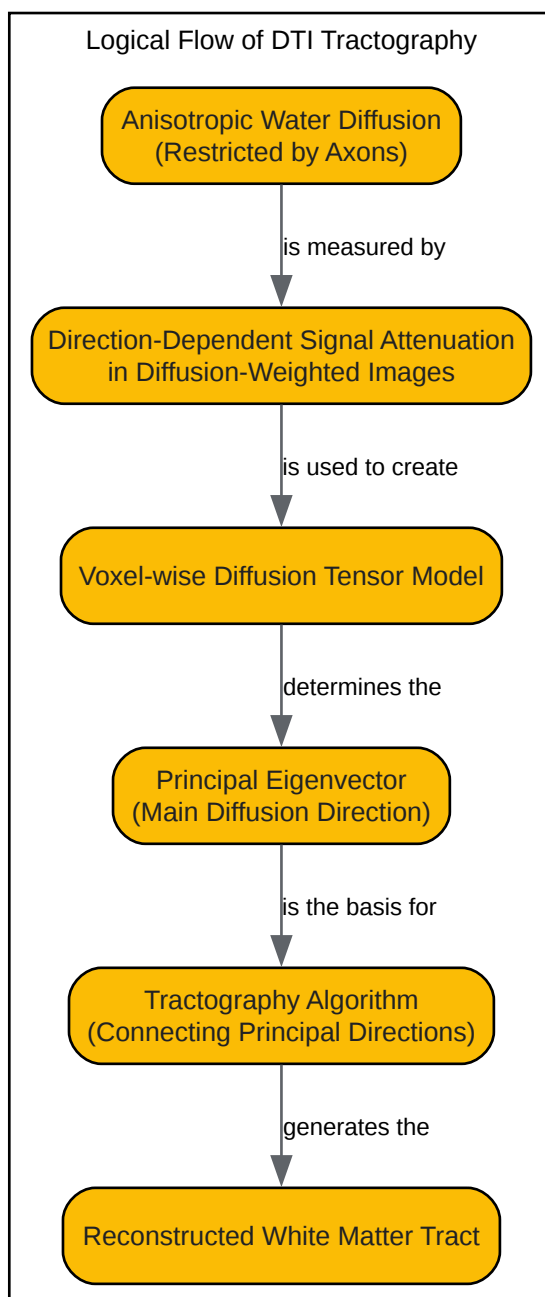 Logical Flow of DTI Tractography
Anisotropic Water Diffusion
(Restricted by Axons)
is measured by
Direction-Dependent Signal Attenuation
in Diffusion-Weighted Images
is used to create
Voxel-wise Diffusion Tensor Model
determines the
Principal Eigenvector
(Main Diffusion Direction)
is the basis for
Tractography Algorithm
(Connecting Principal Directions)
generates the
Reconstructed White Matter Tract